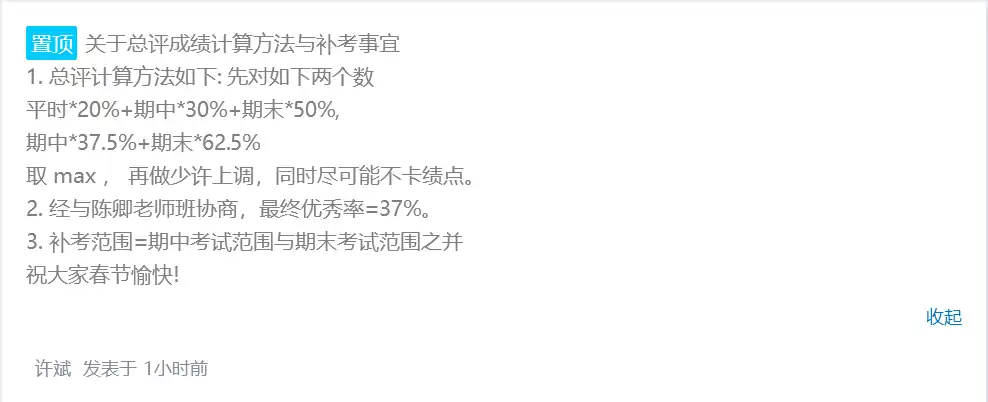 置顶 关于总评成绩计算方法与补考事宜
1. 总评计算方法如下: 先对如下两个数
平时*20%+期中*30%+期末*50%,
期中*37.5%+期末*62.5%
取 max ， 再做少许上调，同时尽可能不卡绩点。
2. 经与陈卿老师班协商，最终优秀率=37%。
3. 补考范围=期中考试范围与期末考试范围之并
祝大家春节愉快!
收起
许斌 发表于 1小时前